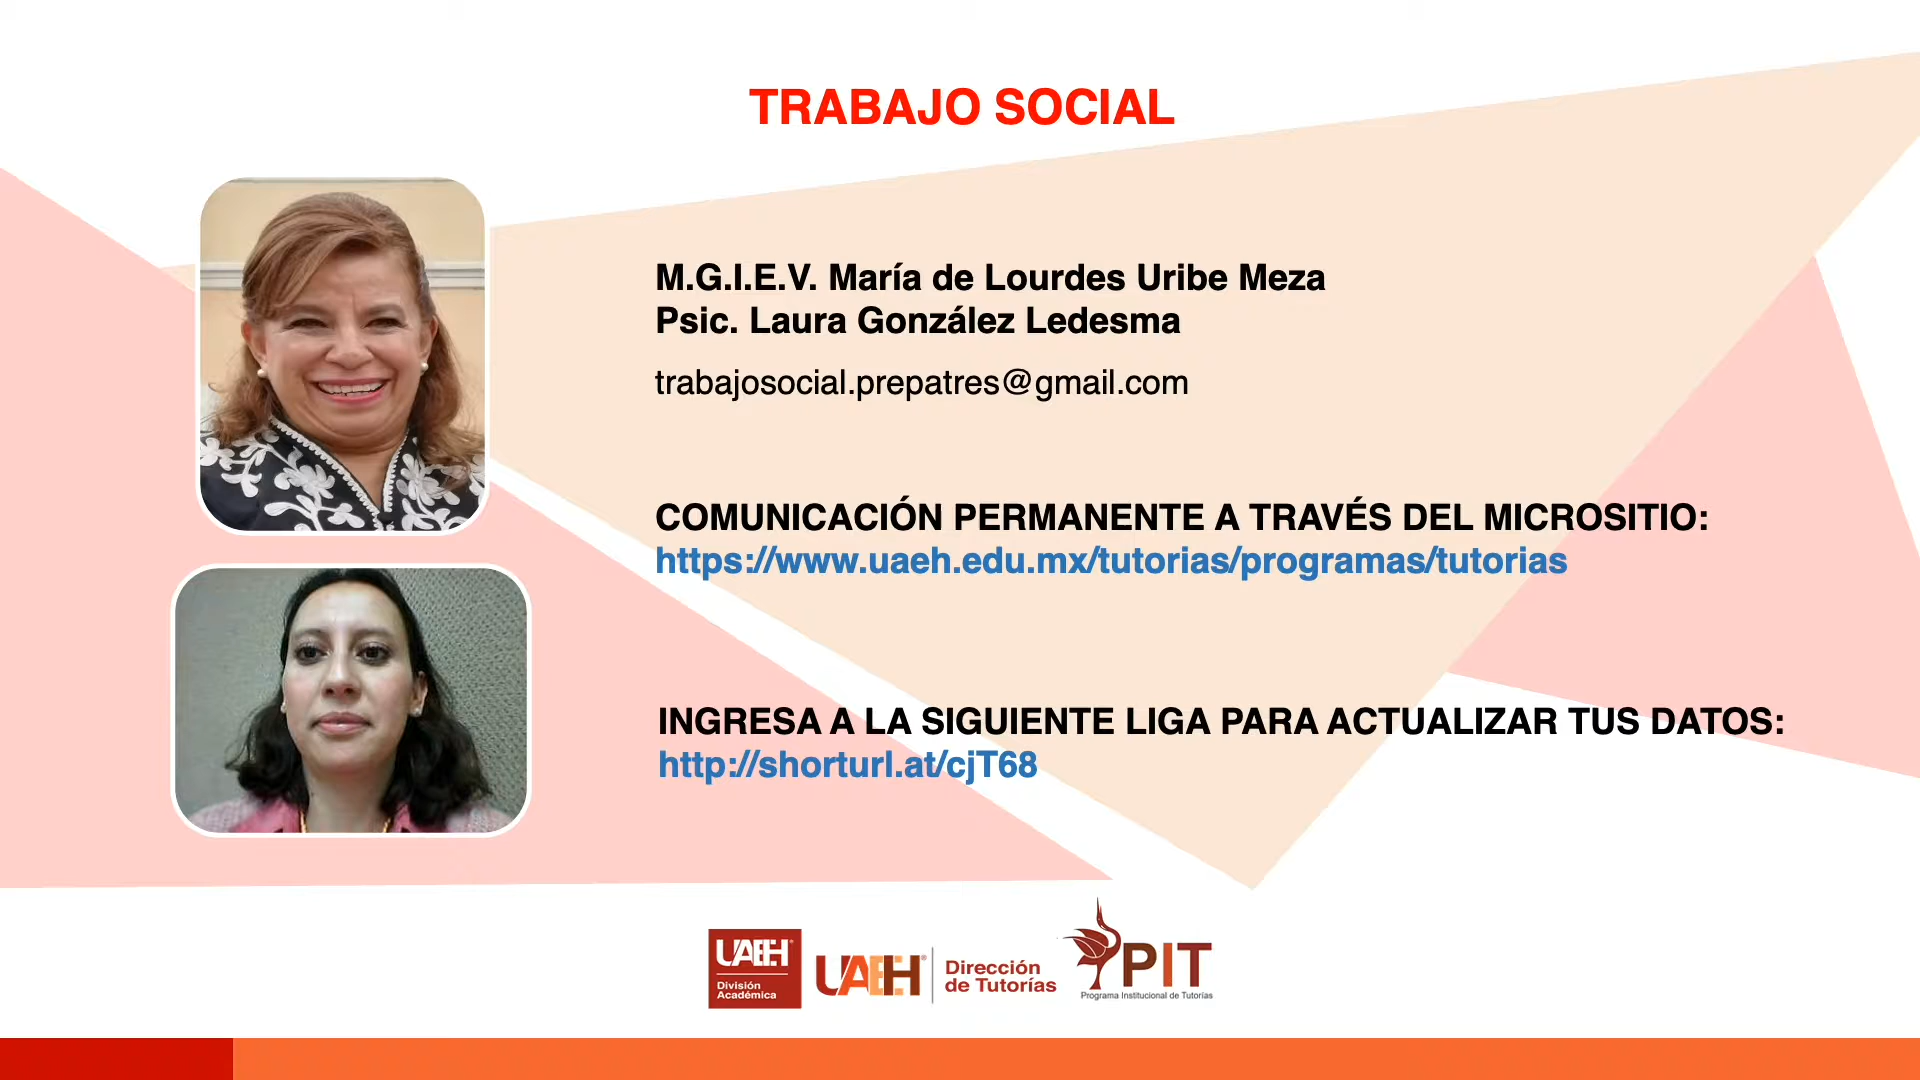 TRABAJO SOCIAL
M.G.I.E.V. María de Lourdes Uribe Meza
Psic. Laura González Ledesma
trabajosocial.prepatres@gmail.com
COMUNICACIÓN PERMANENTE A TRAVÉS DEL MICROSITIO:
https://www.uaeh.edu.mx/tutorias/programas/tutorias
INGRESA A LA SIGUIENTE LIGA PARA ACTUALIZAR TUS DATOS:
http://shorturl.at/cjT68
UAEH
División
Académica
UAEH
Dirección
de Tutorías
PIT
Programa Institucional de Tutorías